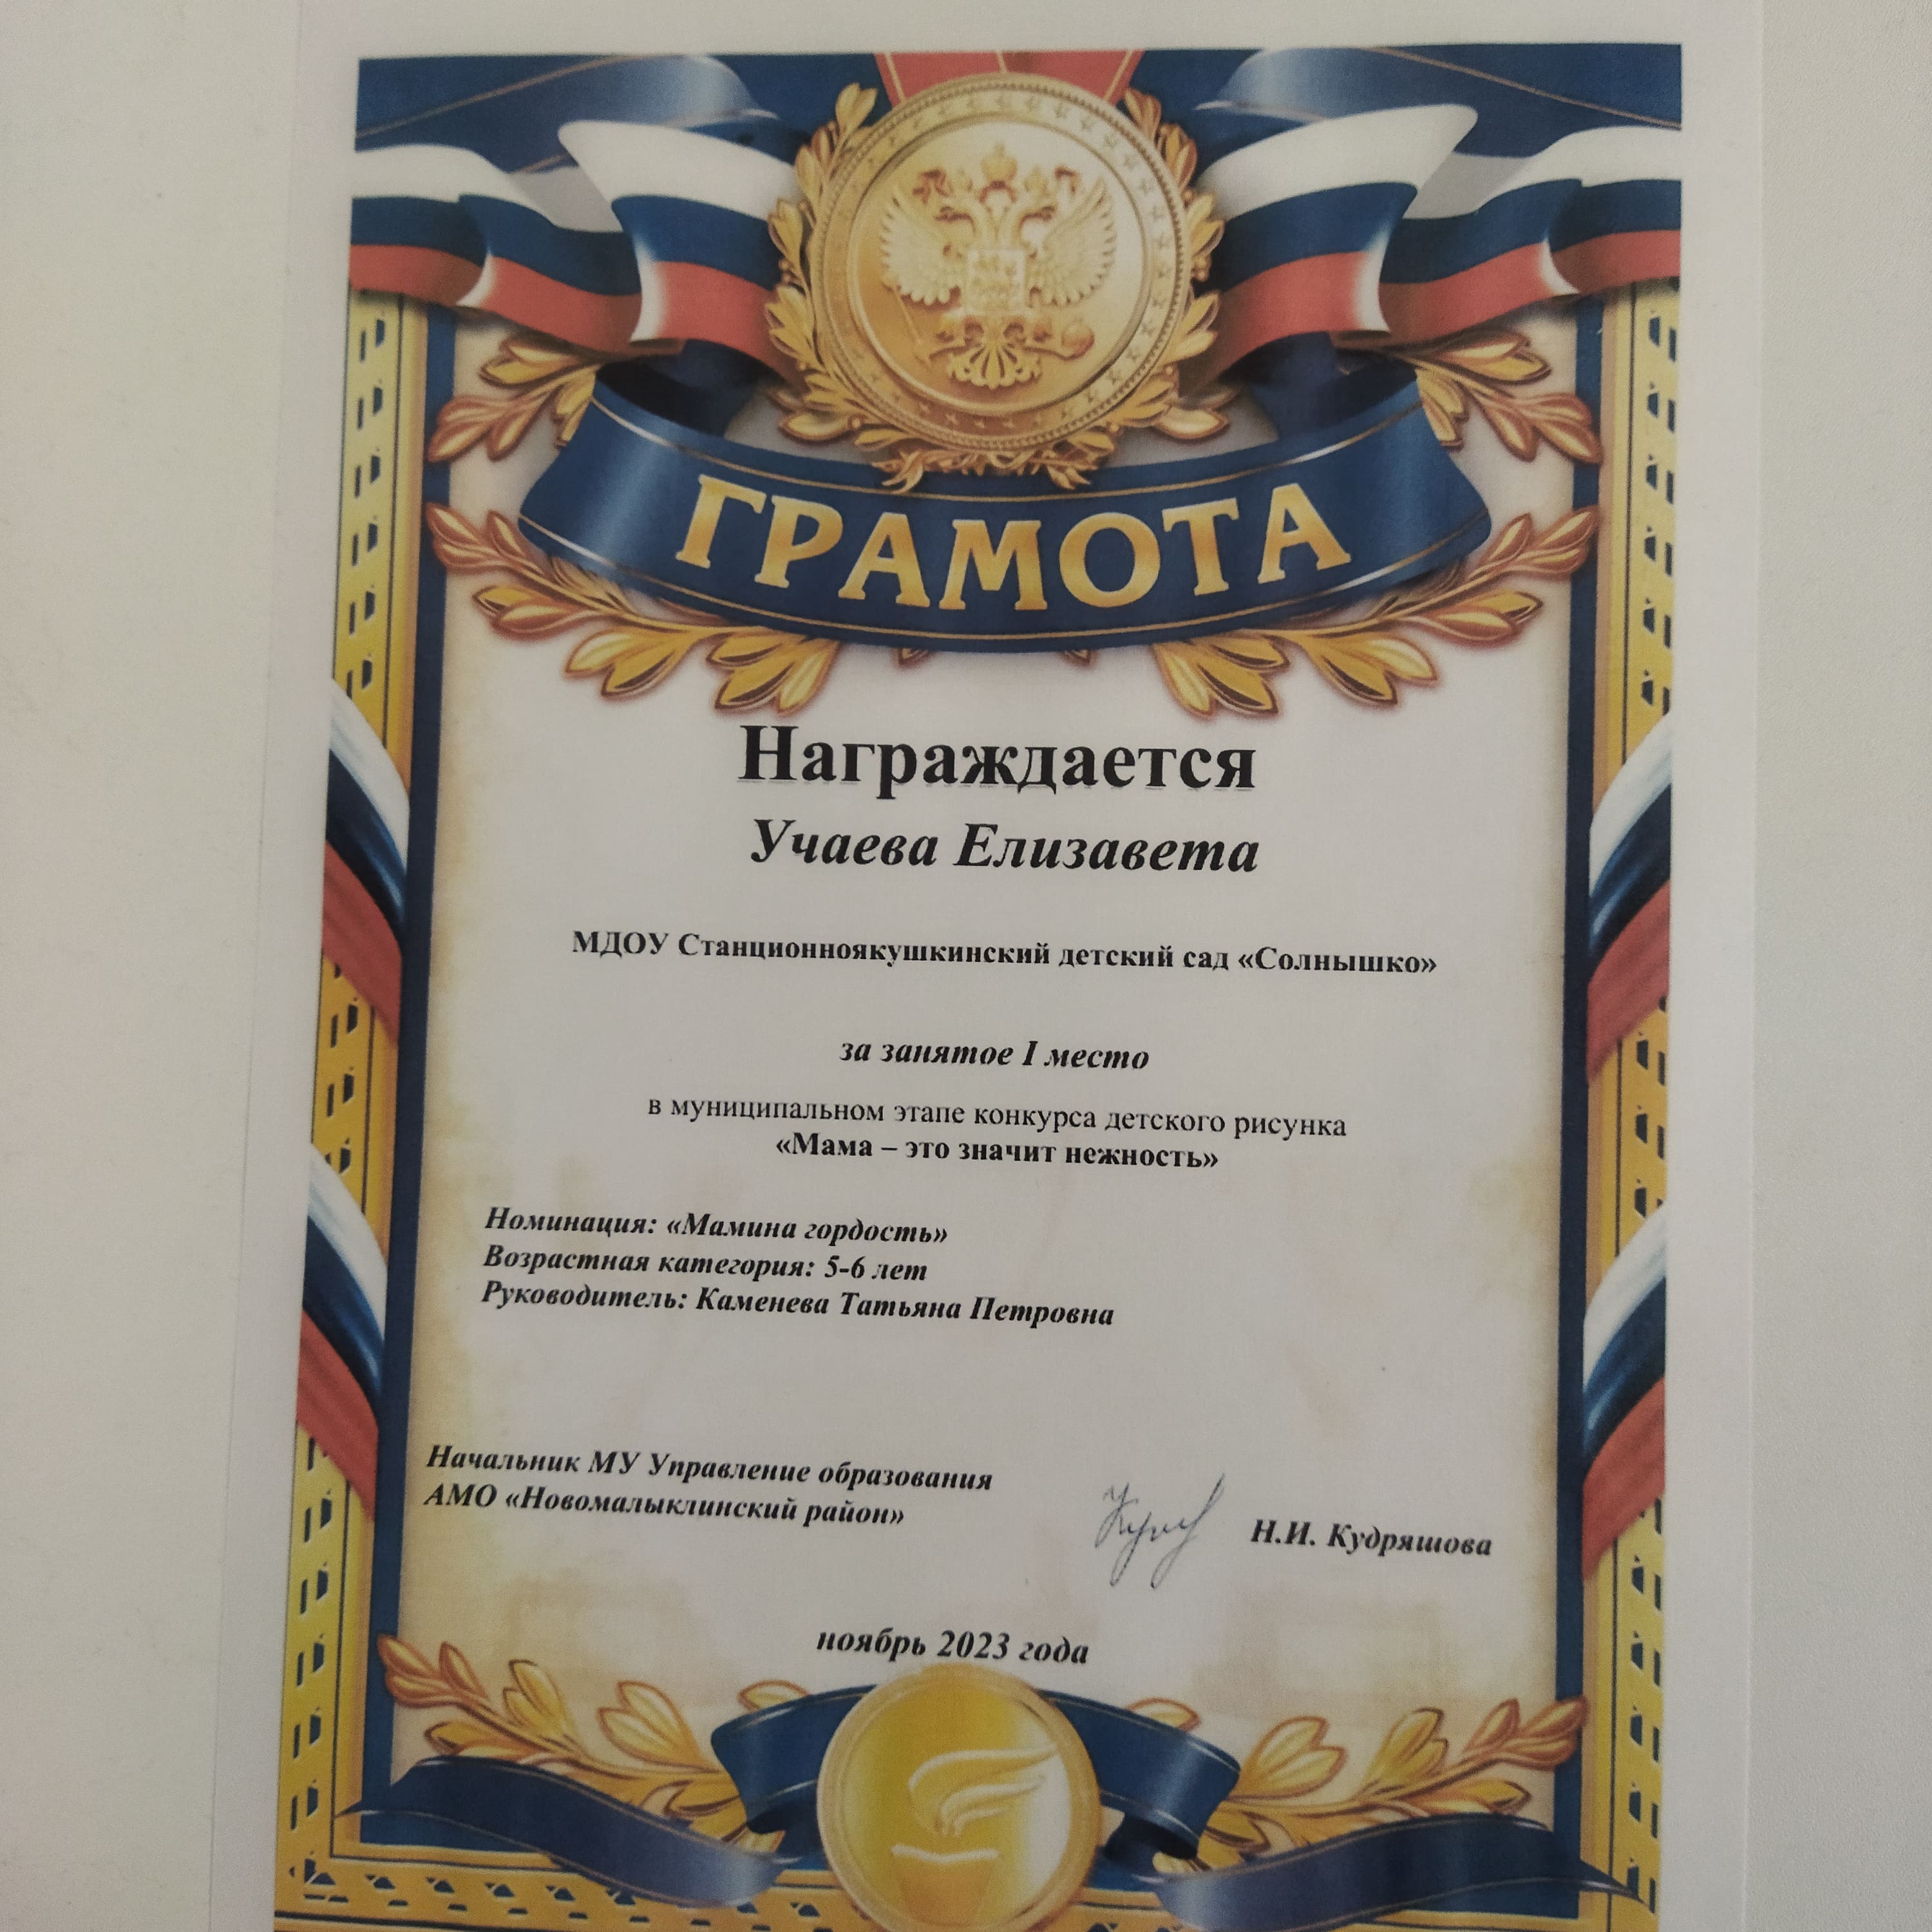 ГРАМОТА
Награждается
Учаева Елизавета
МДОУ Станционноякушкинский детский сад «Солнышко»
за занятое I место
в муниципальном этапе конкурса детского рисунка
«Мама – это значит нежность»
Номинация: «Мамина гордость»
Возрастная категория: 5-6 лет
Руководитель: Каменева Татьяна Петровна
Начальник МУ Управление образования
АМО «Новомалыклинский район»
Н.И. Кудряшова
ноябрь 2023 года